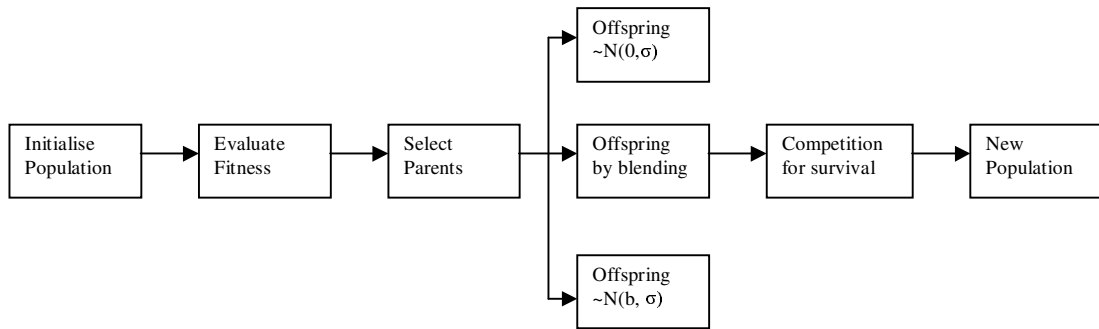 Initialise
Population
Evaluate
Fitness
Select
Parents
Offspring
~N(0,σ)
Offspring
by blending
Offspring
~N(b, σ)
Competition
for survival
New
Population